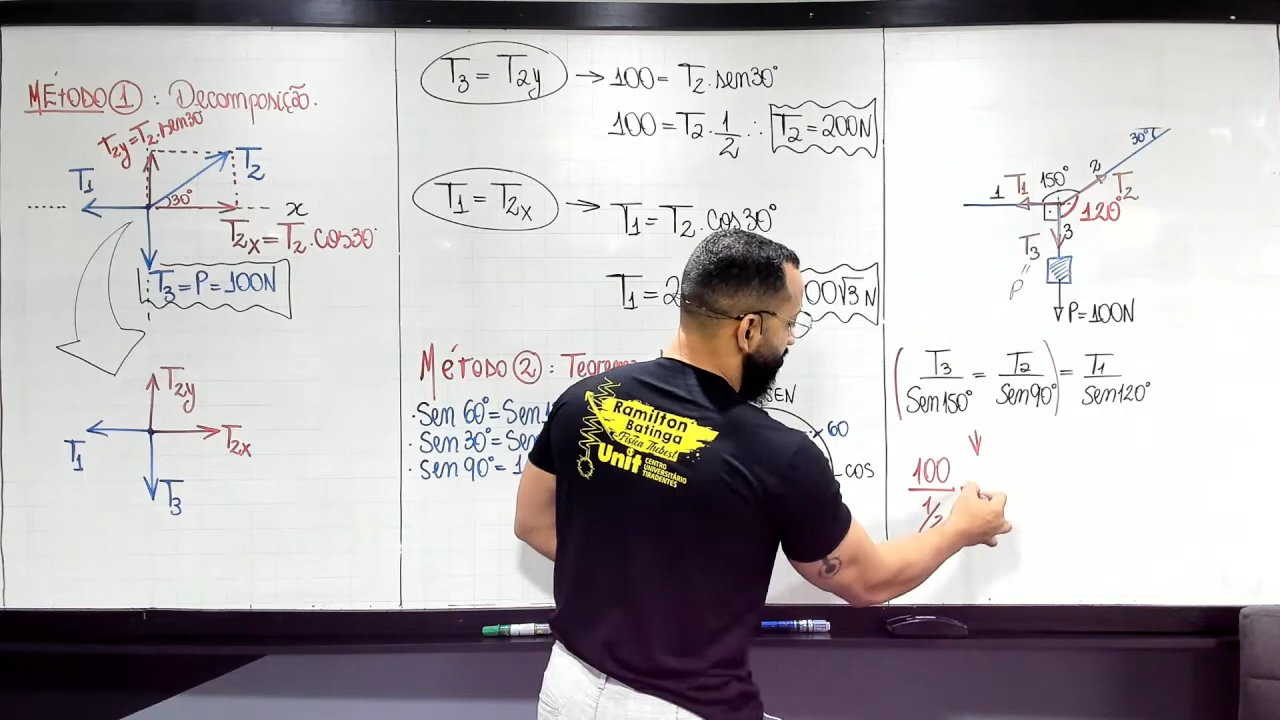 MÉTODO 1 : Decomposição.
T2y=T2.sen30
T1
T2
30°
x
T2x=T2.cos30°
T3=P=100N
T2y
T1
T2x
T3
T3 = T2y → 100 = T2.sen30°
100 = T2.1/2 ∴ T2=200N
T1 = T2x → T1 = T2.cos30°
T1=2
00√3 N
MÉTODO 2 : Teorema
SEN
.Sen 60°=Sen1
.Sen 30°=Sen
.Sen 90°=1
60
COS
Ramilton
Batinga
Física Thubest
Unit
CENTRO
UNIVERSITÁRIO
TIRADENTES
30°
1
T1
150°
2
T2
120°
T3
3
P"
P=100N
(T3/Sen150° = T2/Sen90°) = T1/Sen120°
100
1/2